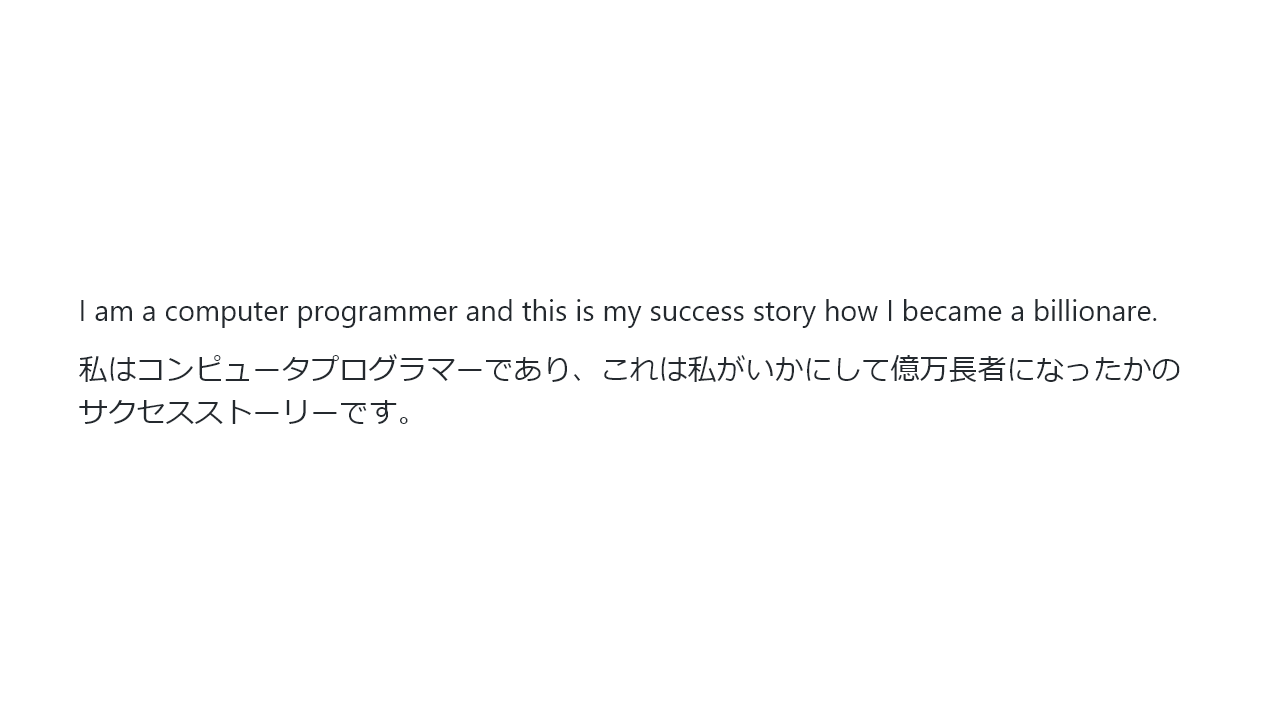 I am a computer programmer and this is my success story how I became a billionare.
私はコンピュータプログラマーであり、これは私がいかにして億万長者になったかの
サクセスストーリーです。